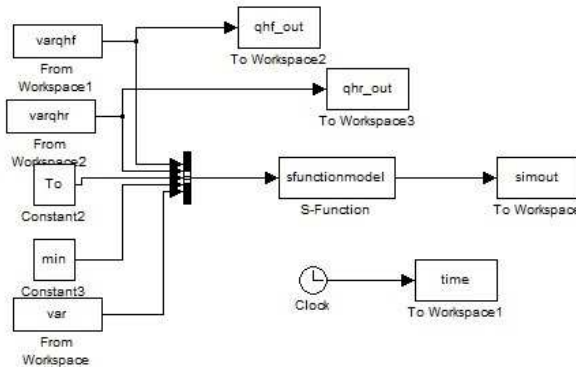 varqhf
From
Workspace1
qhf_out
To Workspace2
varqhr
From
Workspace2
qhr_out
To Workspace3
To
Constant2
sfunctionmodel
S-Function
simout
To Workspace
min
Constant3
Clock
time
To Workspace1
var
From
Workspace